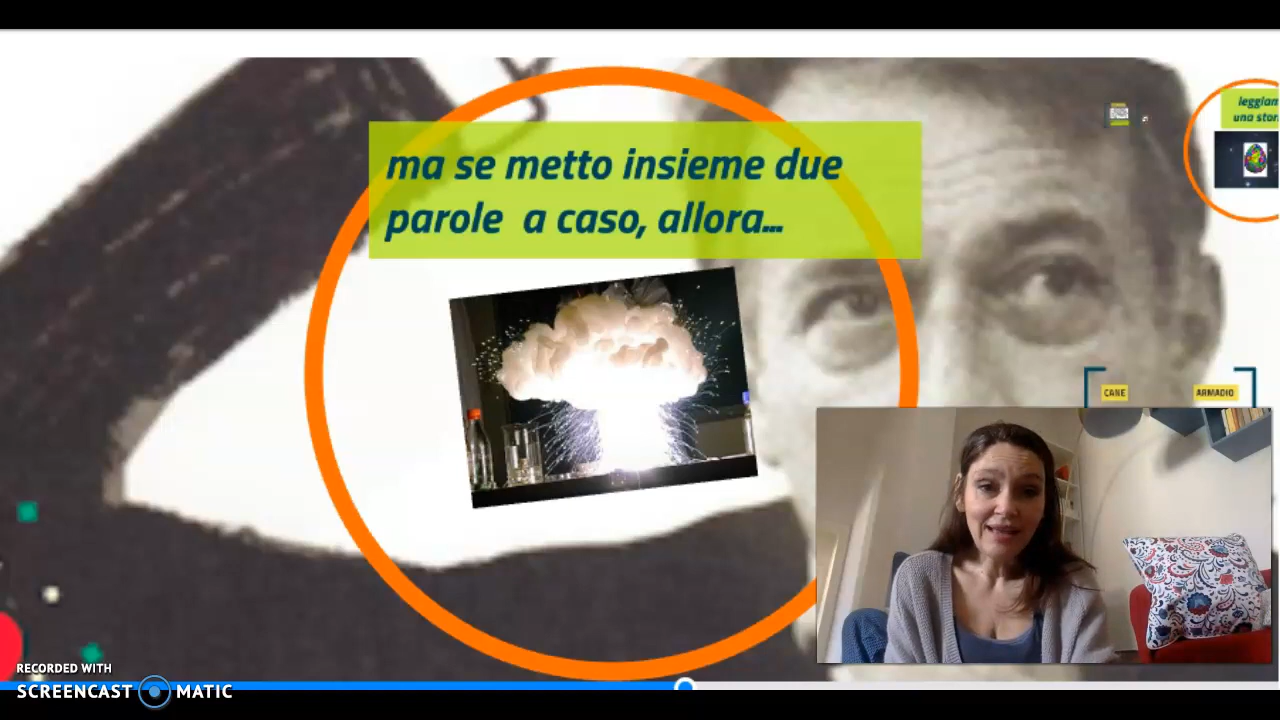 ma se metto insieme due
parole a caso, allora...
leggiam
una stor
CANE
ARMADIO
RECORDED WITH
SCREENCAST MATIC